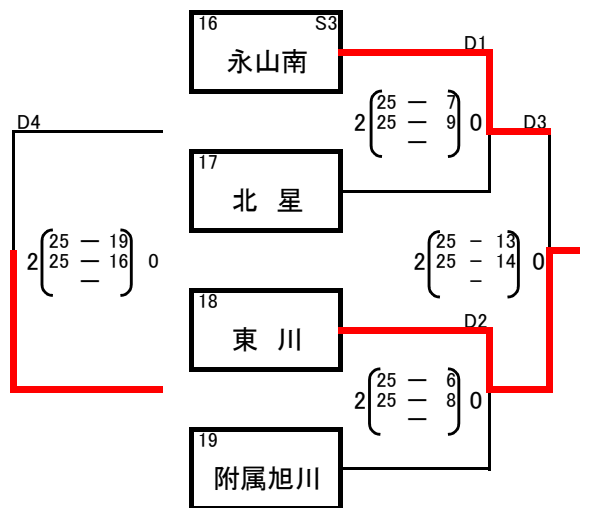 16 S3
永山南
D1
2 25 — 7 0
25 — 9
—
D4
D3
17
北 星
2 25 — 19 0
25 — 16
—
2 25 - 13 0
25 - 14
-
18
東 川
D2
2 25 — 6 0
25 — 8
—
19
附属旭川